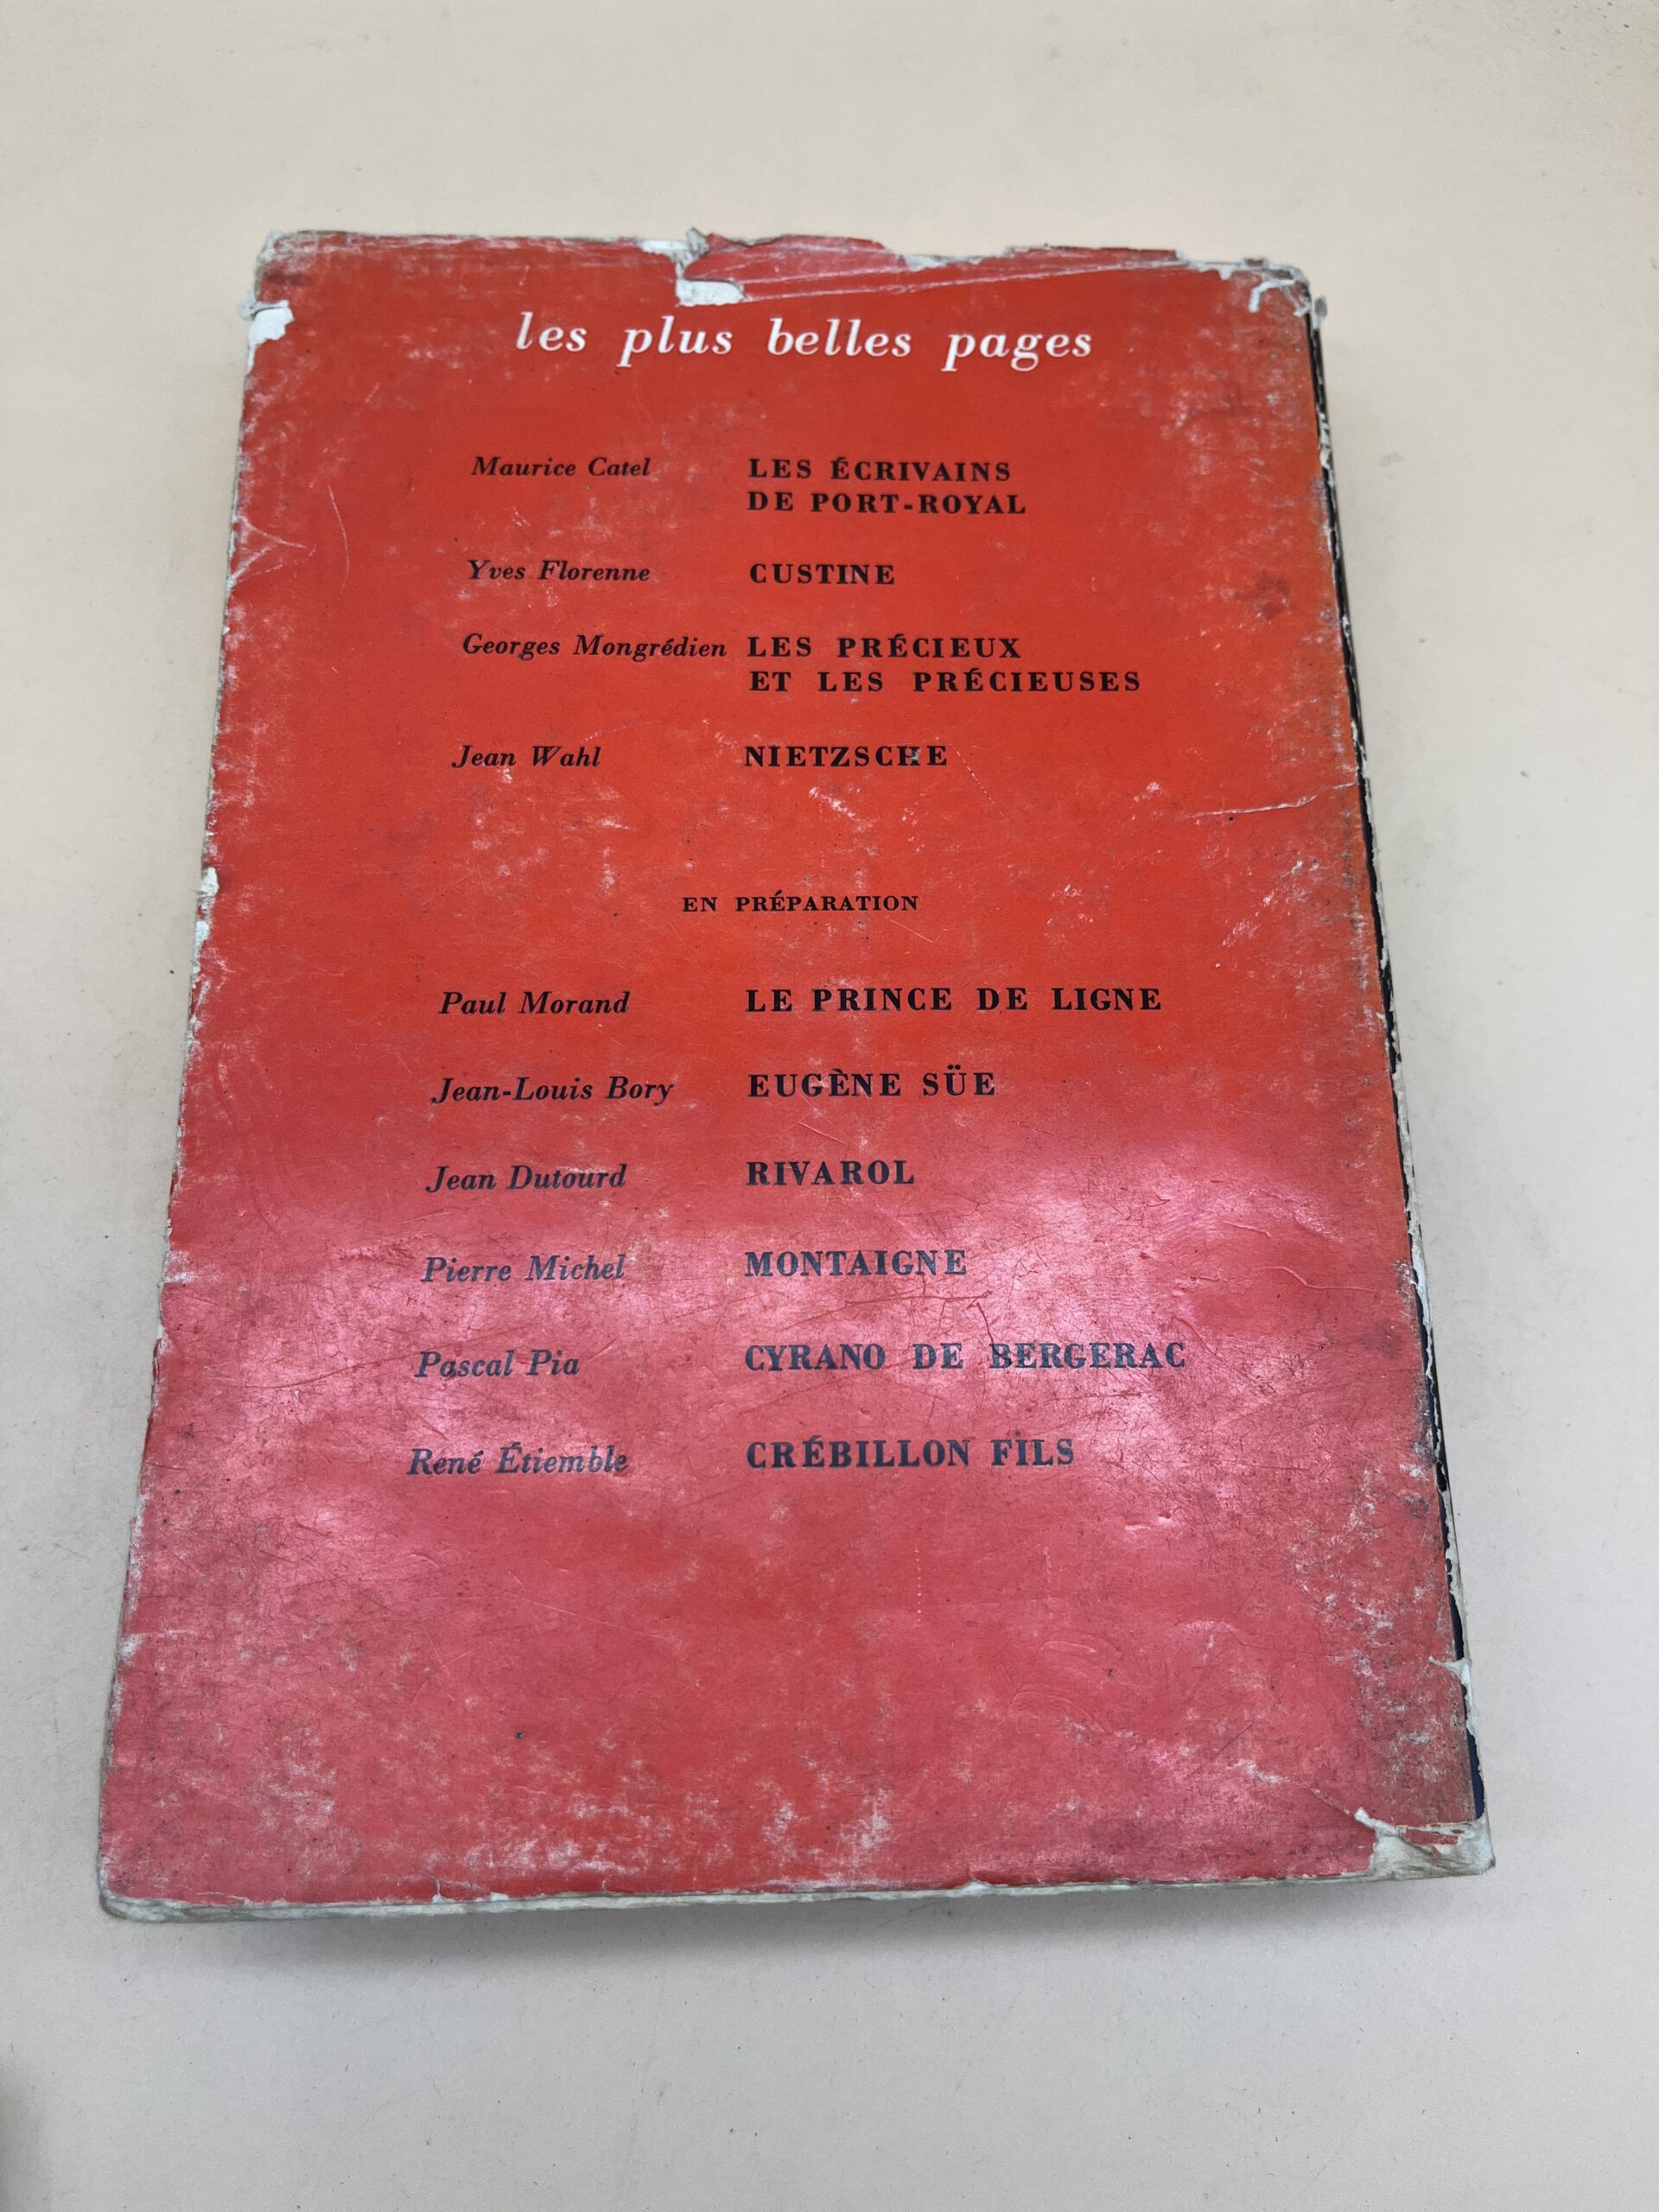 les plus belles pages
Maurice Catel LES ÉCRIVAINS
DE PORT-ROYAL
Yves Florenne CUSTINE
Georges Mongrédien LES PRÉCIEUX
ET LES PRÉCIEUSES
Jean Wahl NIETZSCHE
EN PRÉPARATION
Paul Morand LE PRINCE DE LIGNE
Jean-Louis Bory EUGÈNE SÜE
Jean Dutourd RIVAROL
Pierre Michel MONTAIGNE
Pascal Pia CYRANO DE BERGERAC
René Étiemble CRÉBILLON FILS